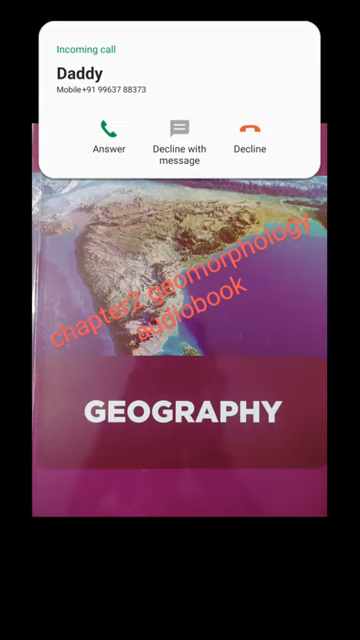 Incoming call
Daddy
Mobile +91 99637 88373
Answer
Decline with
message
Decline
chapter2 geomorphology
audiobook
GEOGRAPHY